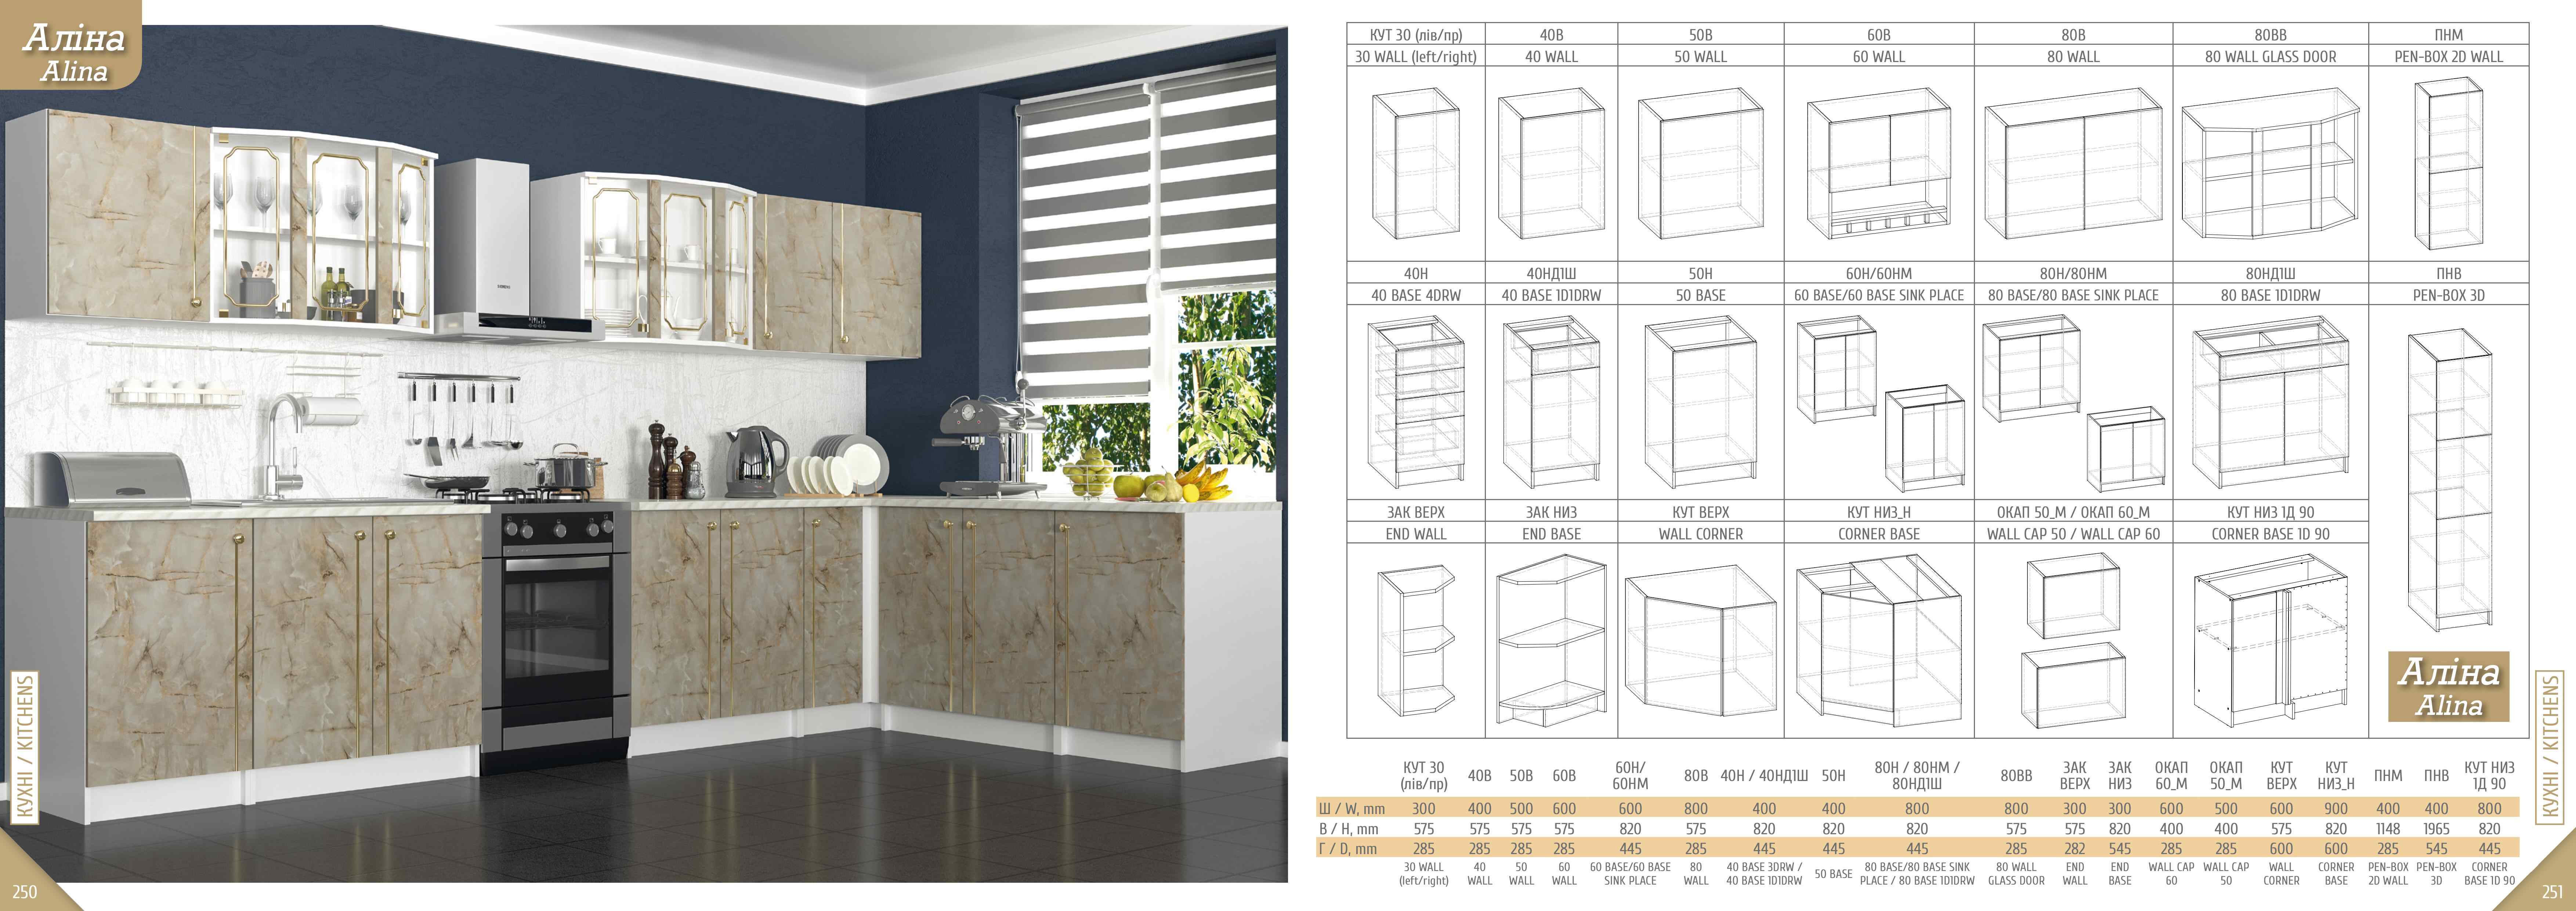 Аліна
Alina
КУХНІ / KITCHENS
250
КУТ 30 (лів/пр) 40В 50В 60В 80В 80ВВ ПНМ
30 WALL (left/right) 40 WALL 50 WALL 60 WALL 80 WALL 80 WALL GLASS DOOR PEN-BOX 2D WALL
40Н 40НД1Ш 50Н 60Н/60НМ 80Н/80НМ 80НД1Ш ПНВ
40 BASE 4DRW 40 BASE 1D1DRW 50 BASE 60 BASE/60 BASE SINK PLACE 80 BASE/80 BASE SINK PLACE 80 BASE 1D1DRW PEN-BOX 3D
ЗАК ВЕРХ ЗАК НИЗ КУТ ВЕРХ КУТ НИЗ_Н ОКАП 50_М / ОКАП 60_М КУТ НИЗ 1Д 90
END WALL END BASE WALL CORNER CORNER BASE WALL CAP 50 / WALL CAP 60 CORNER BASE 1D 90
Аліна
Alina
КУХНІ / KITCHENS
КУТ 30 (лів/пр) 40В 50В 60В 60Н/ 60НМ 80В 40Н / 40НД1Ш 50Н 80Н / 80НМ / 80НД1Ш 80ВВ ЗАК ВЕРХ ЗАК НИЗ ОКАП 60_М ОКАП 50_М КУТ ВЕРХ КУТ НИЗ_Н ПНМ ПНВ КУТ НИЗ 1Д 90
Ш / W, mm 300 400 500 600 600 800 400 400 800 800 300 300 600 500 600 900 400 400 800
В / H, mm 575 575 575 575 820 575 820 820 820 575 575 820 400 400 575 820 1148 1965 820
Г / D, mm 285 285 285 285 445 285 445 445 445 285 282 545 285 285 600 600 285 545 445
30 WALL (left/right) 40 WALL 50 WALL 60 WALL 60 BASE/60 BASE SINK PLACE 80 WALL 40 BASE 3DRW / 40 BASE 1D1DRW 50 BASE 80 BASE/80 BASE SINK PLACE / 80 BASE 1D1DRW 80 WALL GLASS DOOR END WALL END BASE WALL CAP 60 WALL CAP 50 WALL CORNER CORNER BASE PEN-BOX 2D WALL PEN-BOX 3D CORNER BASE 1D 90
251